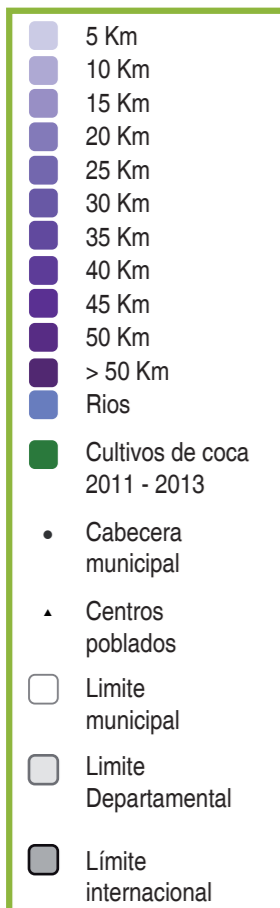 5 Km
10 Km
15 Km
20 Km
25 Km
30 Km
35 Km
40 Km
45 Km
50 Km
> 50 Km
Rios
Cultivos de coca
2011 - 2013
Cabecera
municipal
Centros
poblados
Limite
municipal
Limite
Departamental
Límite
internacional